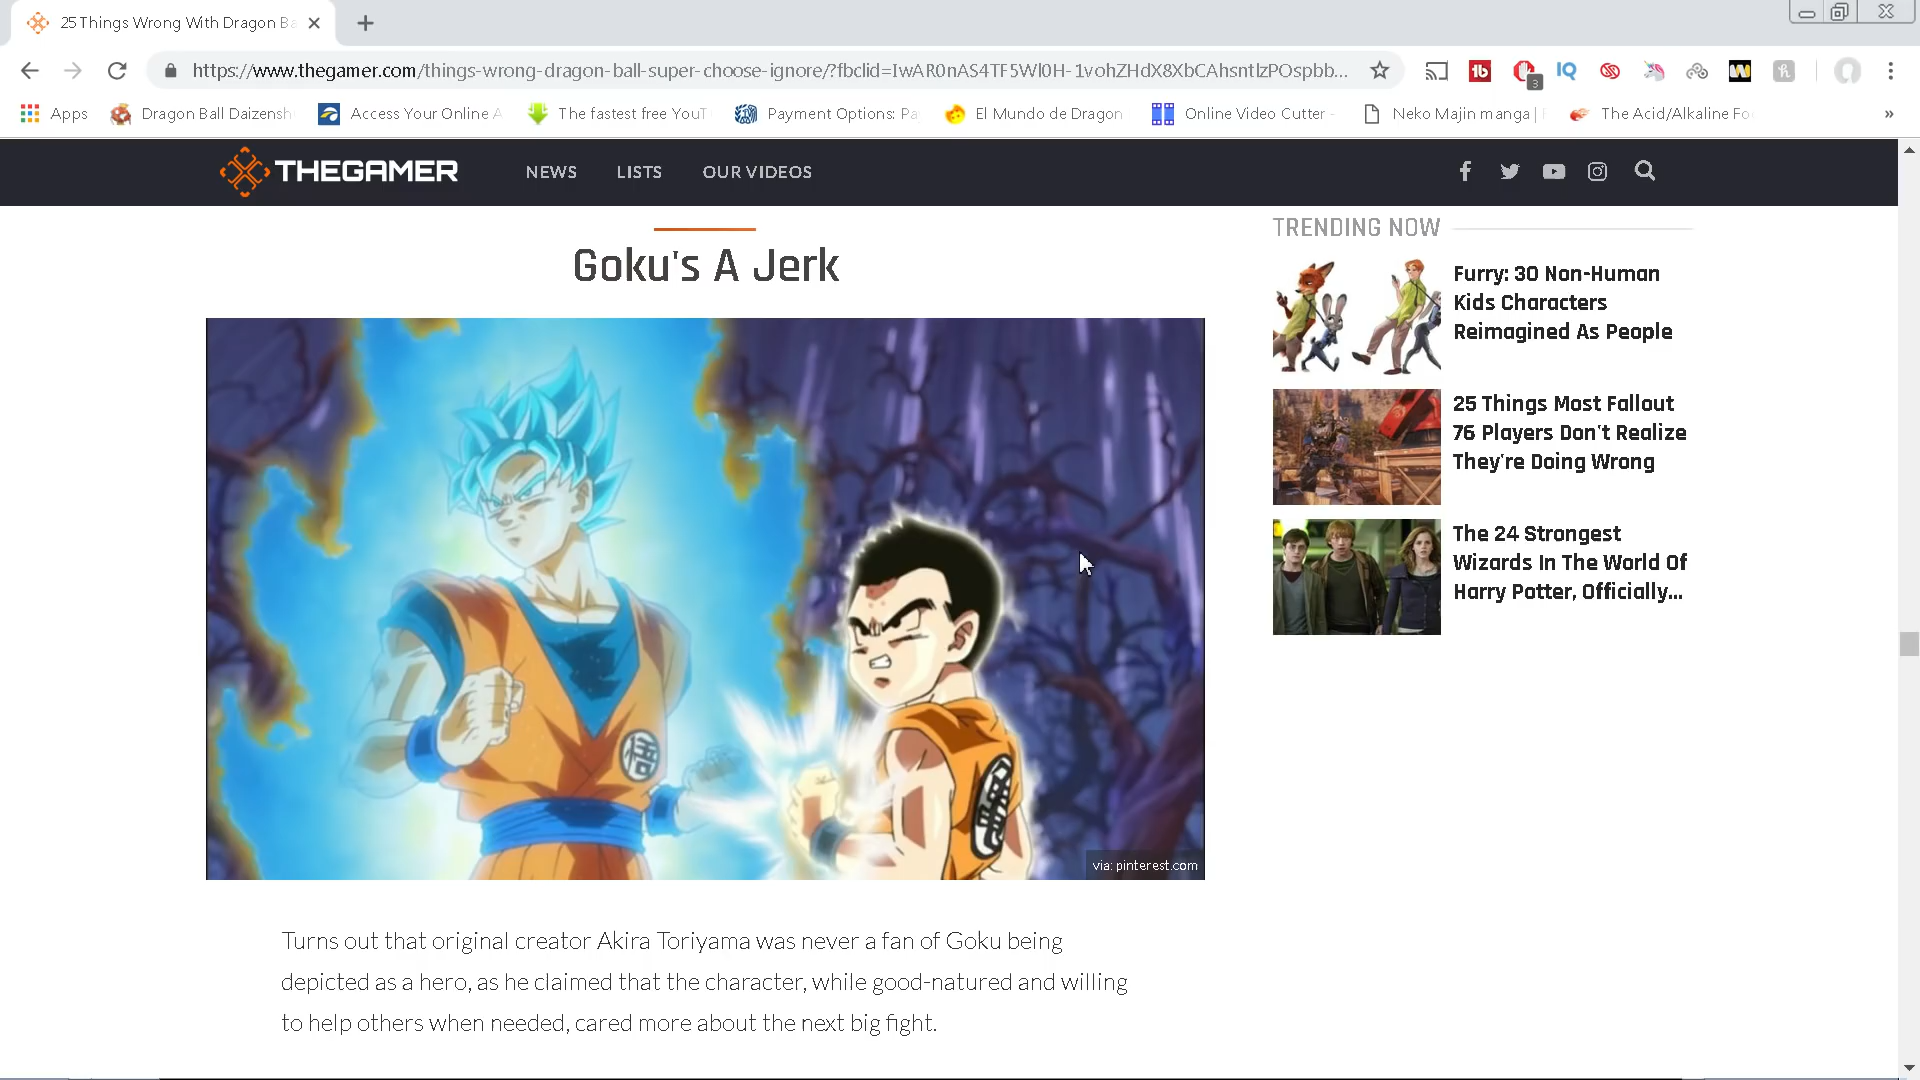 25 Things Wrong With Dragon Ba
https://www.thegamer.com/things-wrong-dragon-ball-super-choose-ignore/?fbclid=IwAR0nAS4TF5Wl0H-1vohZHdX8XbCAhsntlzPOspbb...
3
Apps
Dragon Ball Daizensh
Access Your Online A
The fastest free YouT
Payment Options: Pa
El Mundo de Dragon
Online Video Cutter -
Neko Majin manga |
The Acid/Alkaline Fo
»
THEGAMER
NEWS
LISTS
OUR VIDEOS
Goku's A Jerk
悟
via: pinterest.com
Turns out that original creator Akira Toriyama was never a fan of Goku being
depicted as a hero, as he claimed that the character, while good-natured and willing
to help others when needed, cared more about the next big fight.
TRENDING NOW
Furry: 30 Non-Human
Kids Characters
Reimagined As People
25 Things Most Fallout
76 Players Don't Realize
They're Doing Wrong
The 24 Strongest
Wizards In The World Of
Harry Potter, Officially...